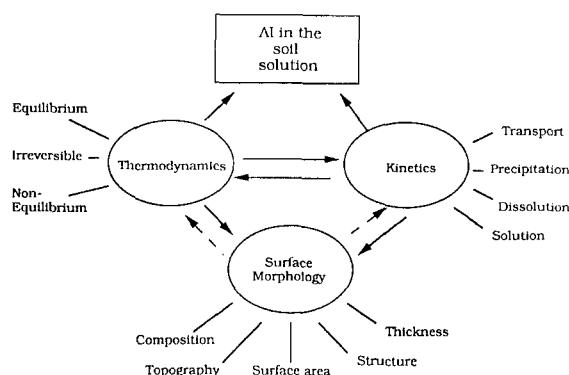 Al in the
soil
solution
Equilibrium
Irreversible
Non-
Equilibrium
Thermodynamics
Kinetics
Transport
Precipitation
Dissolution
Solution
Surface
Morphology
Composition
Topography
Surface area
Structure
Thickness